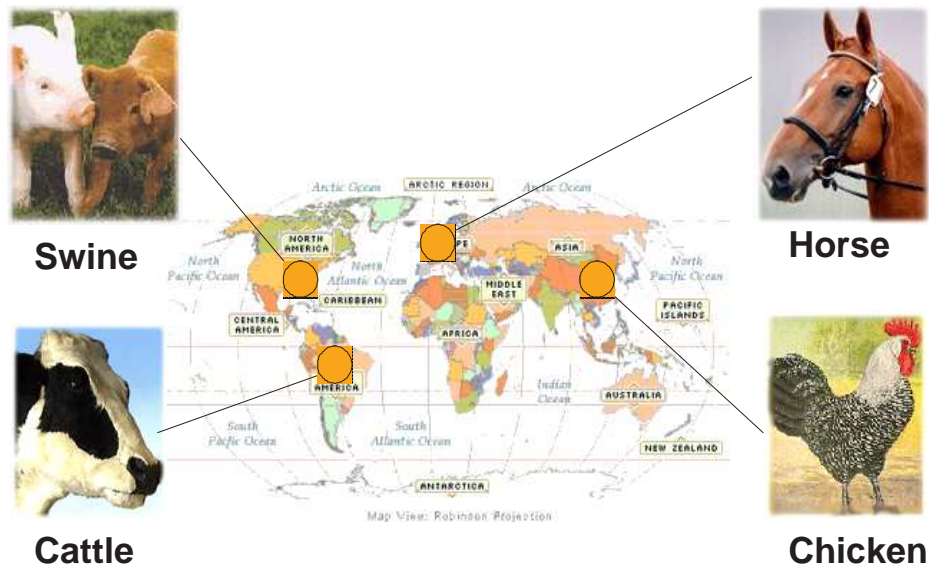 Swine
Horse
Cattle
Chicken
Arctic Ocean
ARCTIC REGION
Arctic Ocean
NORTH
AMERICA
PE
ASIA
North
Pacific Ocean
North
Atlantic Ocean
MIDDLE
EAST
North
Pacific Ocean
CARIBBEAN
PACIFIC
ISLANDS
CENTRAL
AMERICA
AFRICA
AMERICA
Indian
Ocean
AUSTRALIA
South
Pacific Ocean
South
Atlantic Ocean
NEW ZEALAND
ANTARCTICA
Map View: Robinson Projection